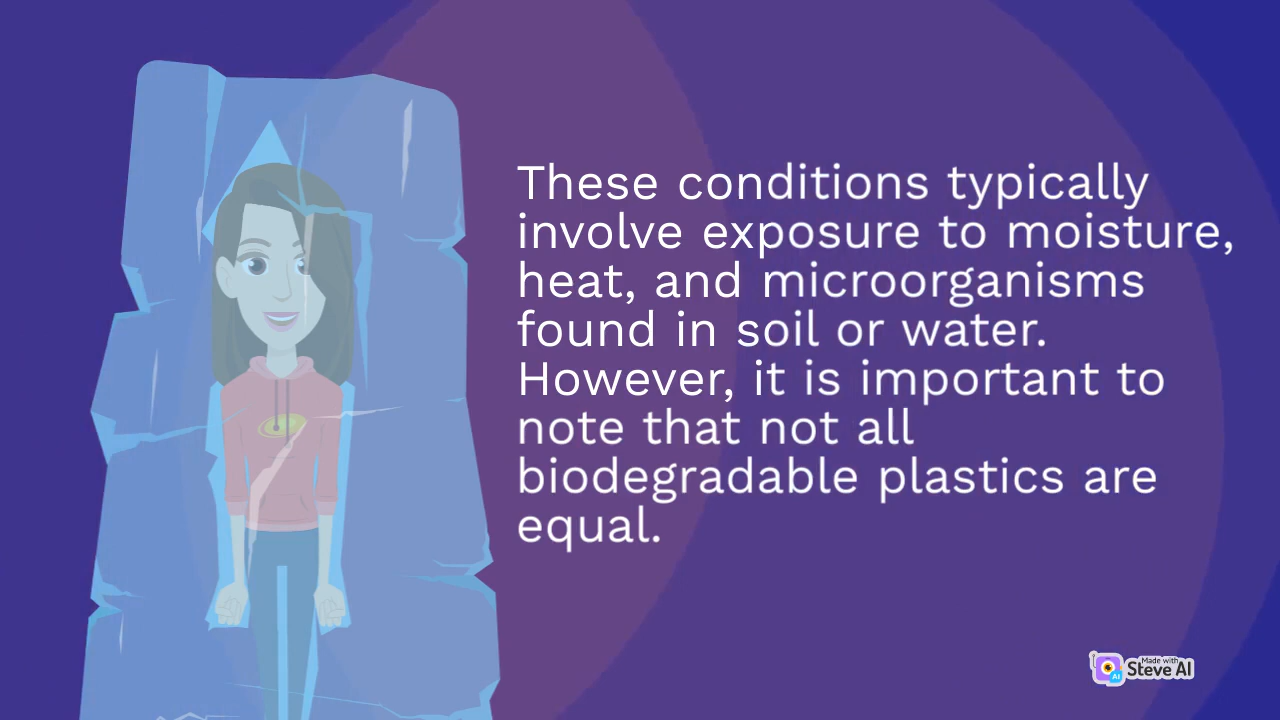 These conditions typically
involve exposure to moisture,
heat, and microorganisms
found in soil or water.
However, it is important to
note that not all
biodegradable plastics are
equal.
Made with
Steve AI
AI